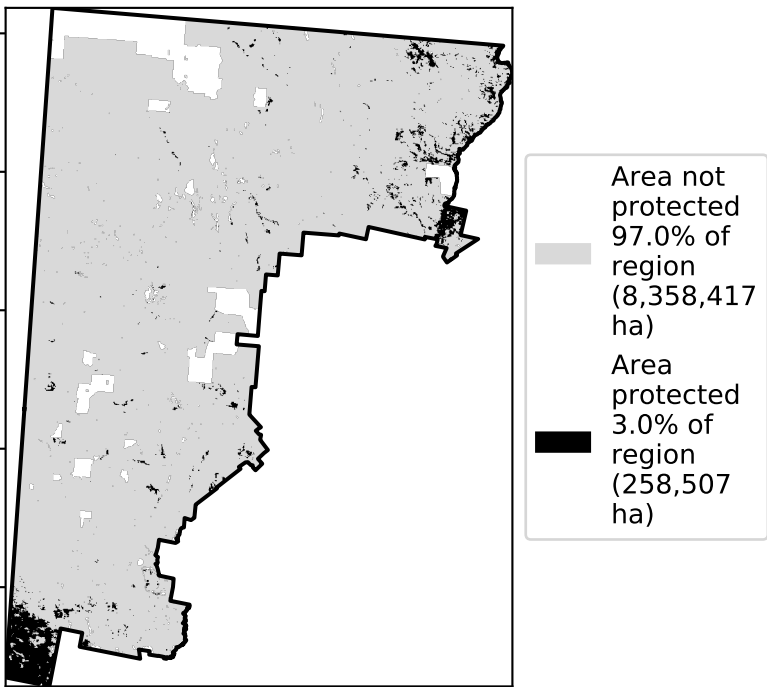 Area not
protected
97.0% of
region
(8,358,417
ha)
Area
protected
3.0% of
region
(258,507
ha)